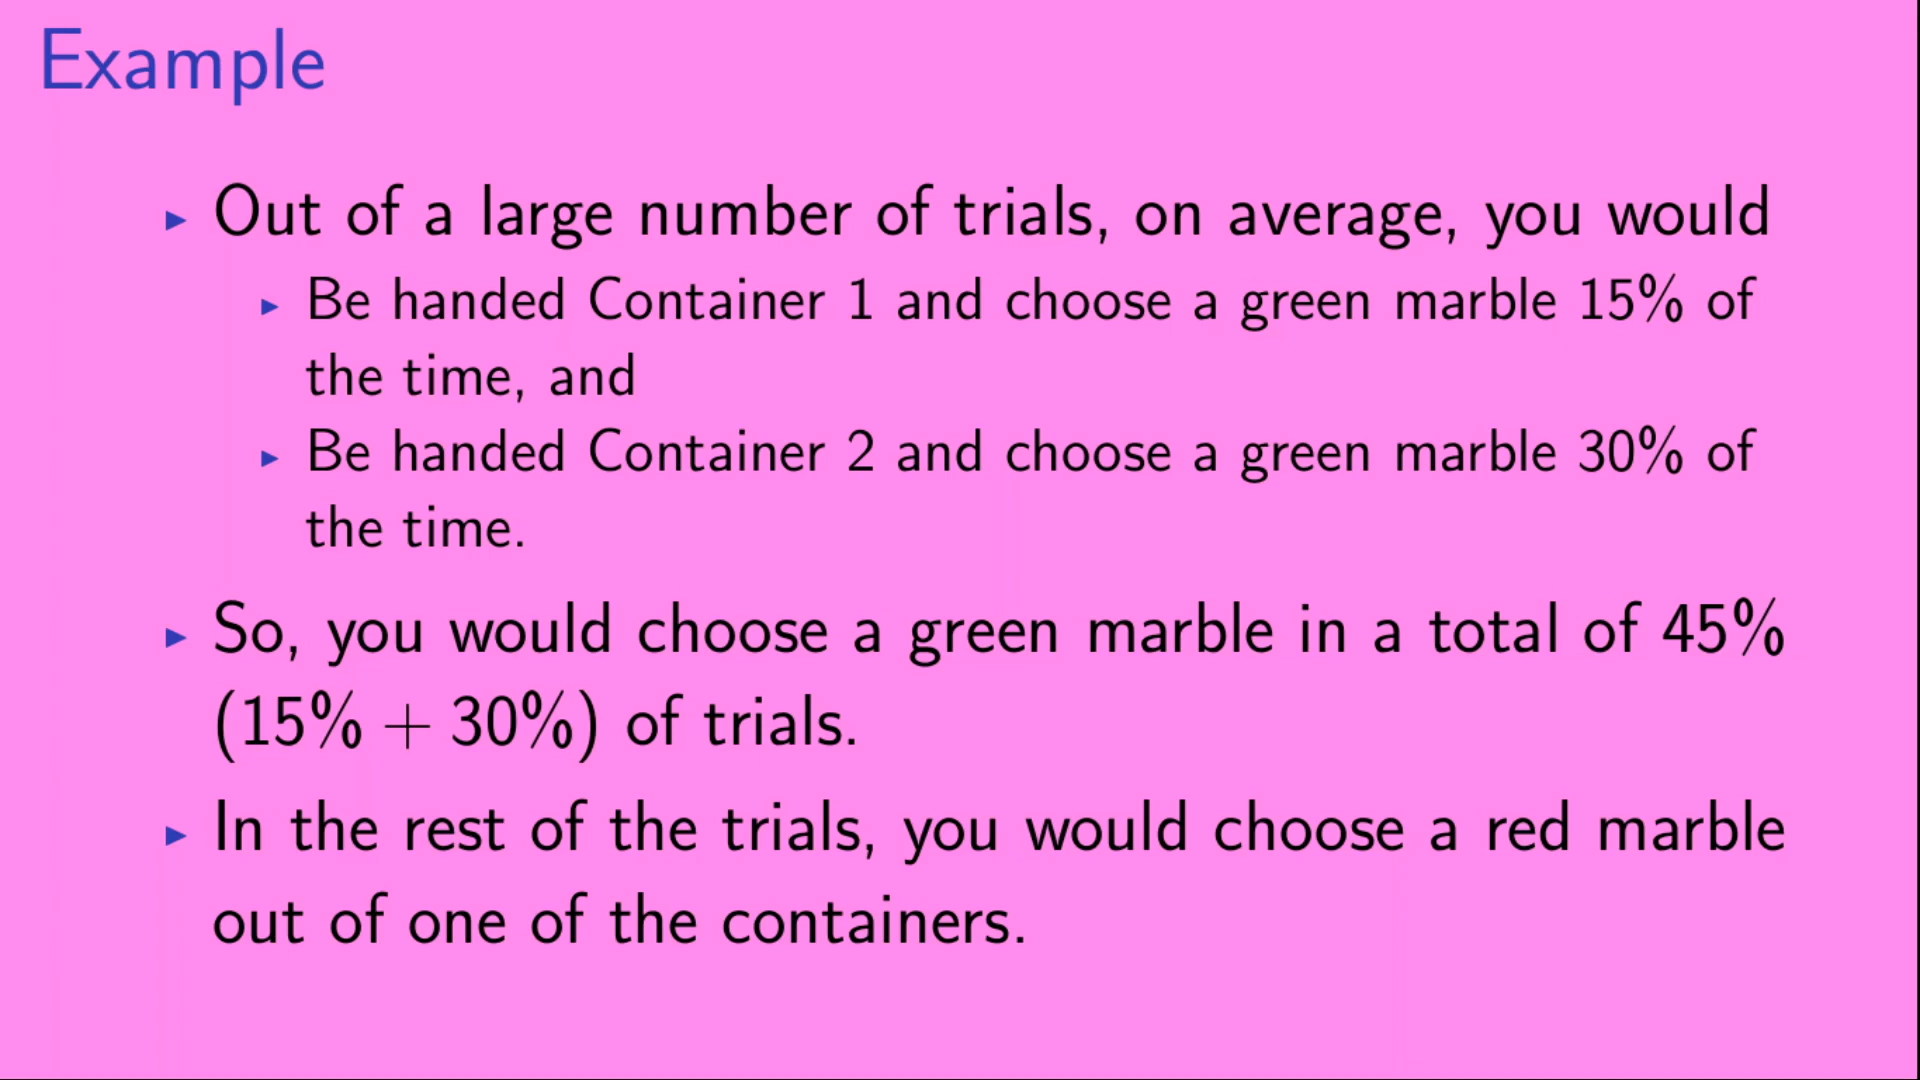 Example
▸ Out of a large number of trials, on average, you would
▸ Be handed Container 1 and choose a green marble 15% of
the time, and
▸ Be handed Container 2 and choose a green marble 30% of
the time.
▸ So, you would choose a green marble in a total of 45%
(15% + 30%) of trials.
▸ In the rest of the trials, you would choose a red marble
out of one of the containers.